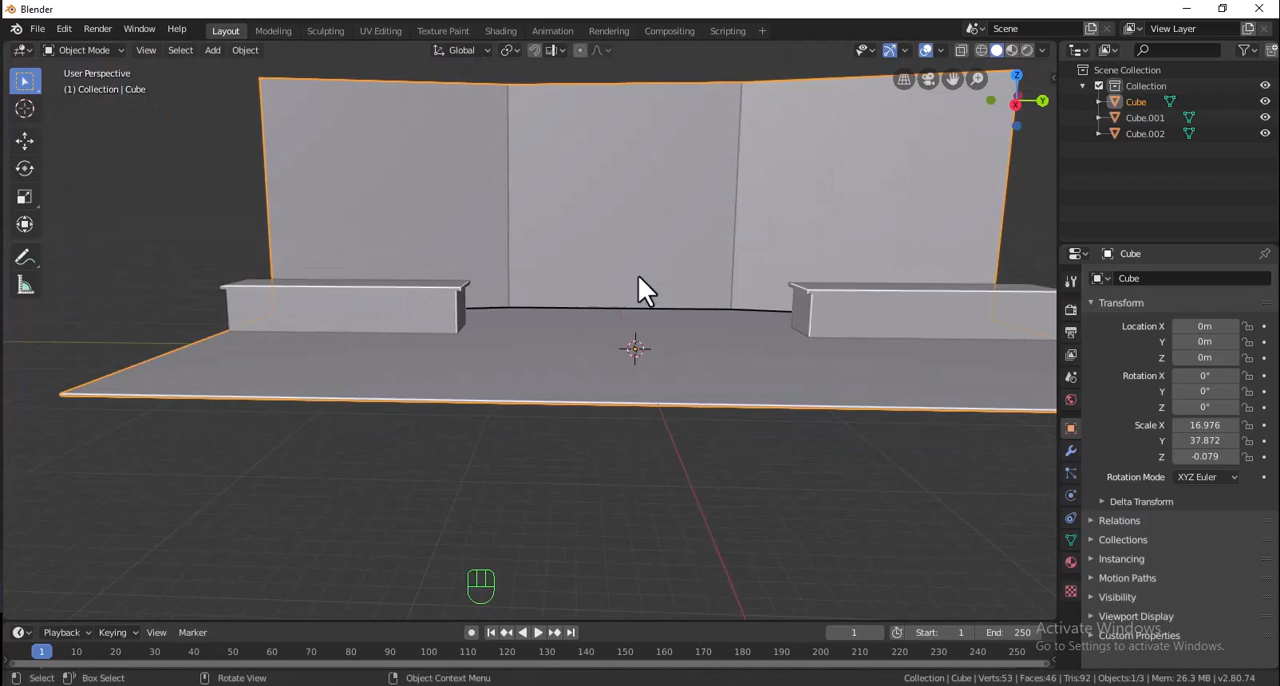 Blender
File Edit Render Window Help Layout Modeling Sculpting UV Editing Texture Paint Shading Animation Rendering Compositing Scripting + Scene View Layer
Object Mode View Select Add Object Global
User Perspective
(1) Collection | Cube
Z
Y
X
Scene Collection
Collection
Cube
Cube.001
Cube.002
Cube
Cube
Transform
Location X 0m
Y 0m
Z 0m
Rotation X 0°
Y 0°
Z 0°
Scale X 16.976
Y 37.872
Z -0.079
Rotation Mode XYZ Euler
Delta Transform
Relations
Collections
Instancing
Motion Paths
Visibility
Viewport Display
Custom Properties
Activate Windows
Go to Settings to activate Windows.
Playback Keying View Marker 1 Start: 1 End: 250
1 10 20 30 40 50 60 70 80 90 100 110 120 130 140 150 160 170 180 190 200 210 220 230 240 250
Select Box Select Rotate View Object Context Menu Collection | Cube | Verts:53 | Faces:46 | Tris:92 | Objects:1/3 | Mem: 26.3 MB | v2.80.74